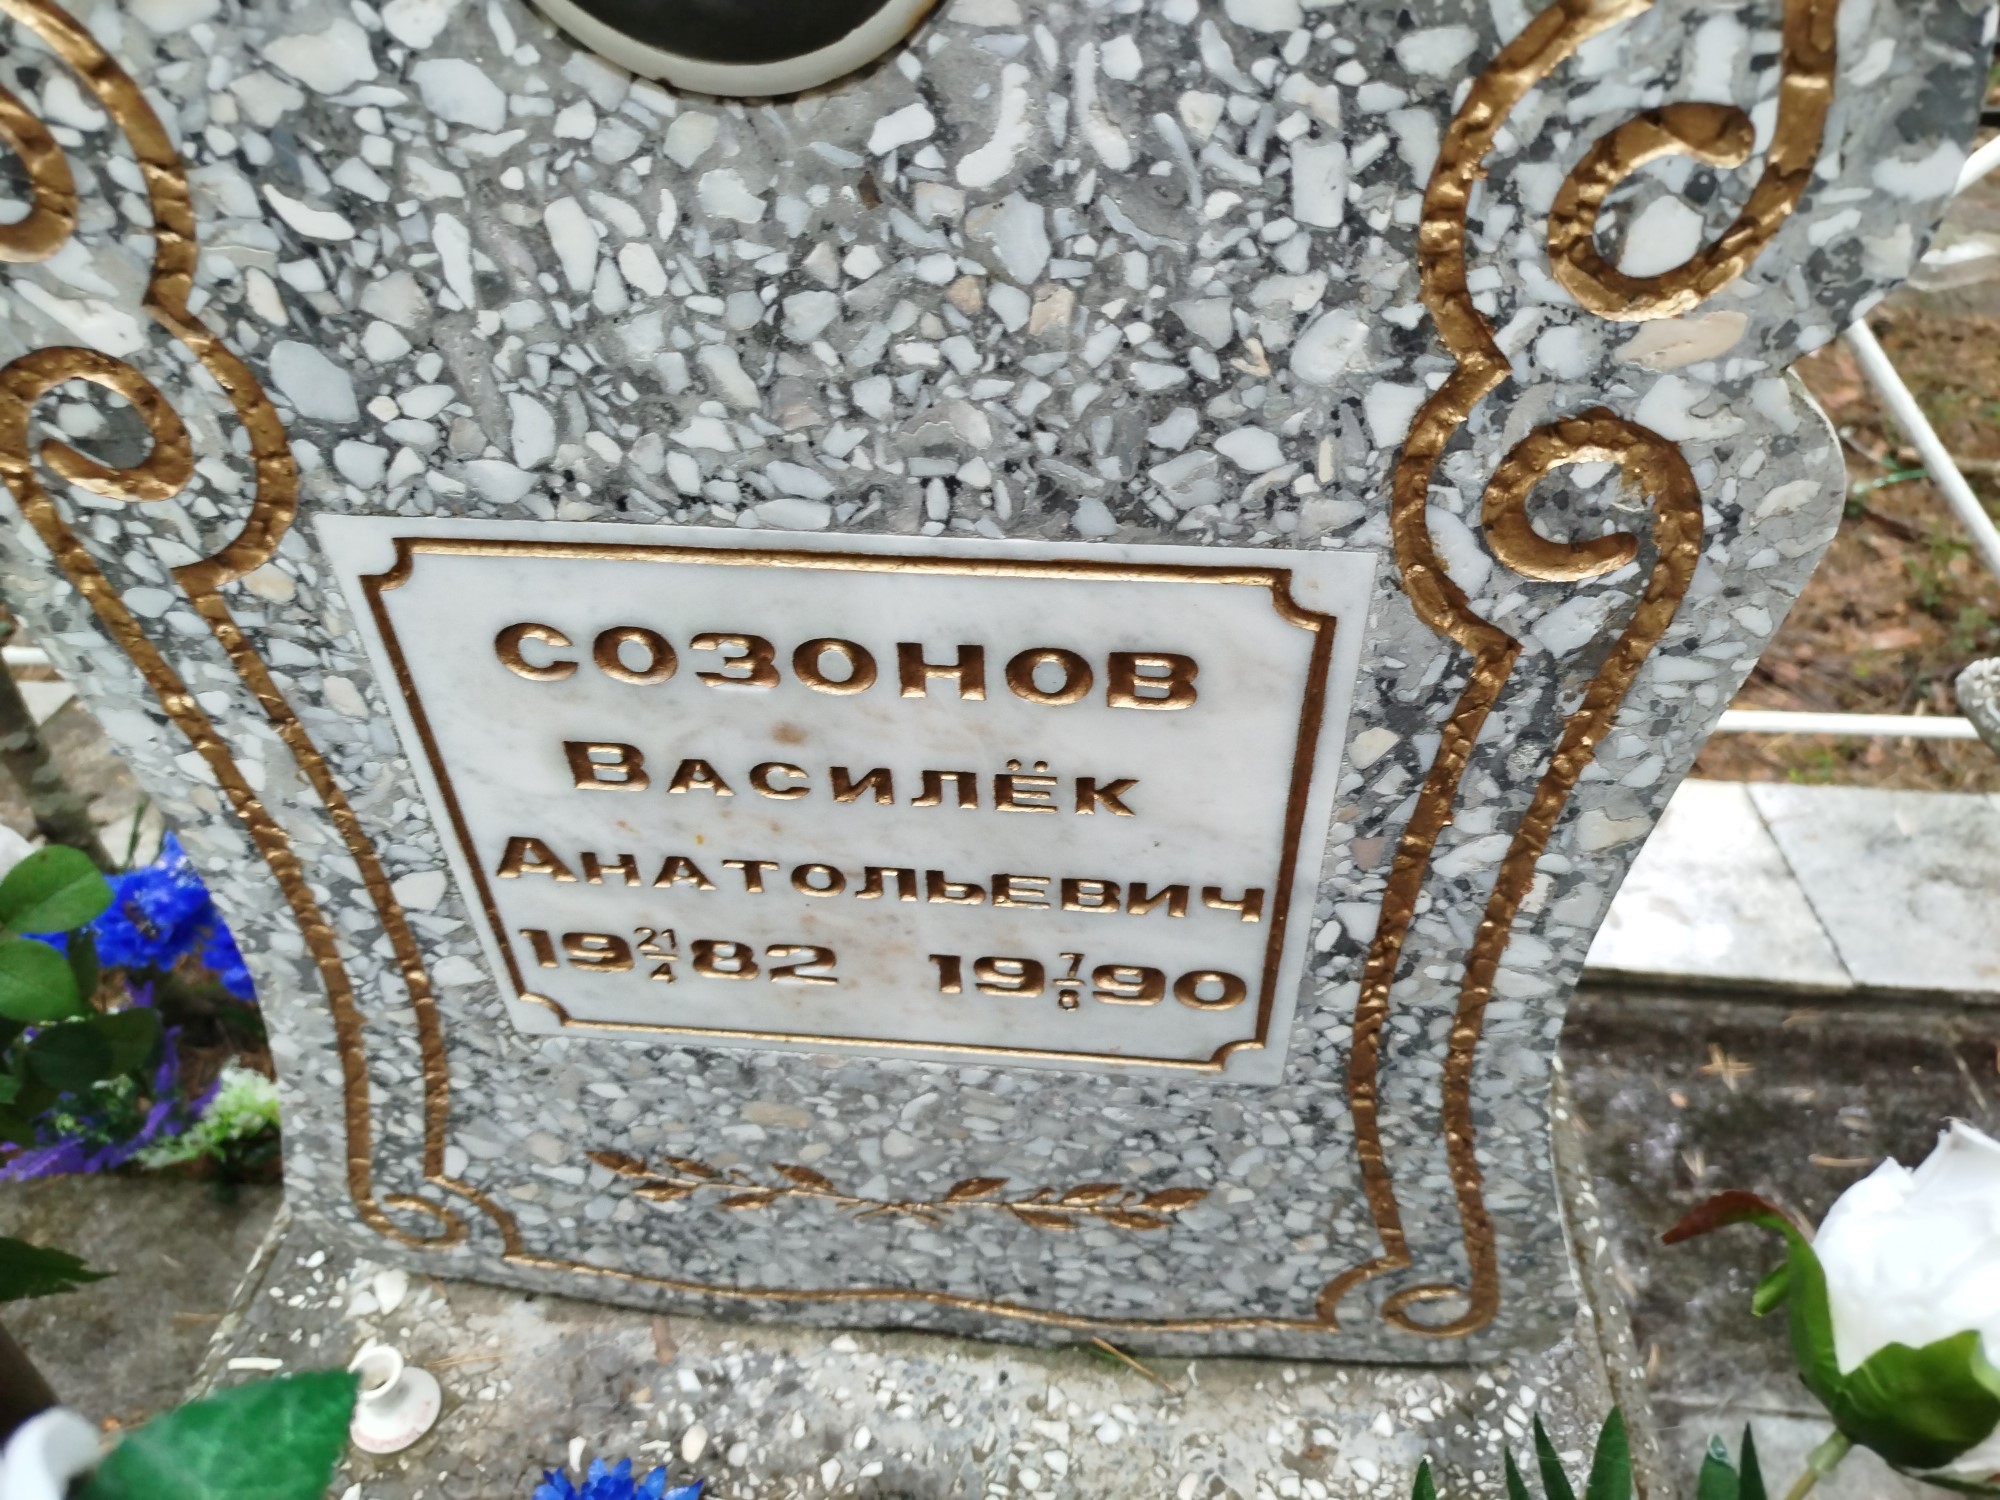 СОЗОНОВ
ВАСИЛЁК
АНАТОЛЬЕВИЧ
19 21/4 82 19 7/8 90